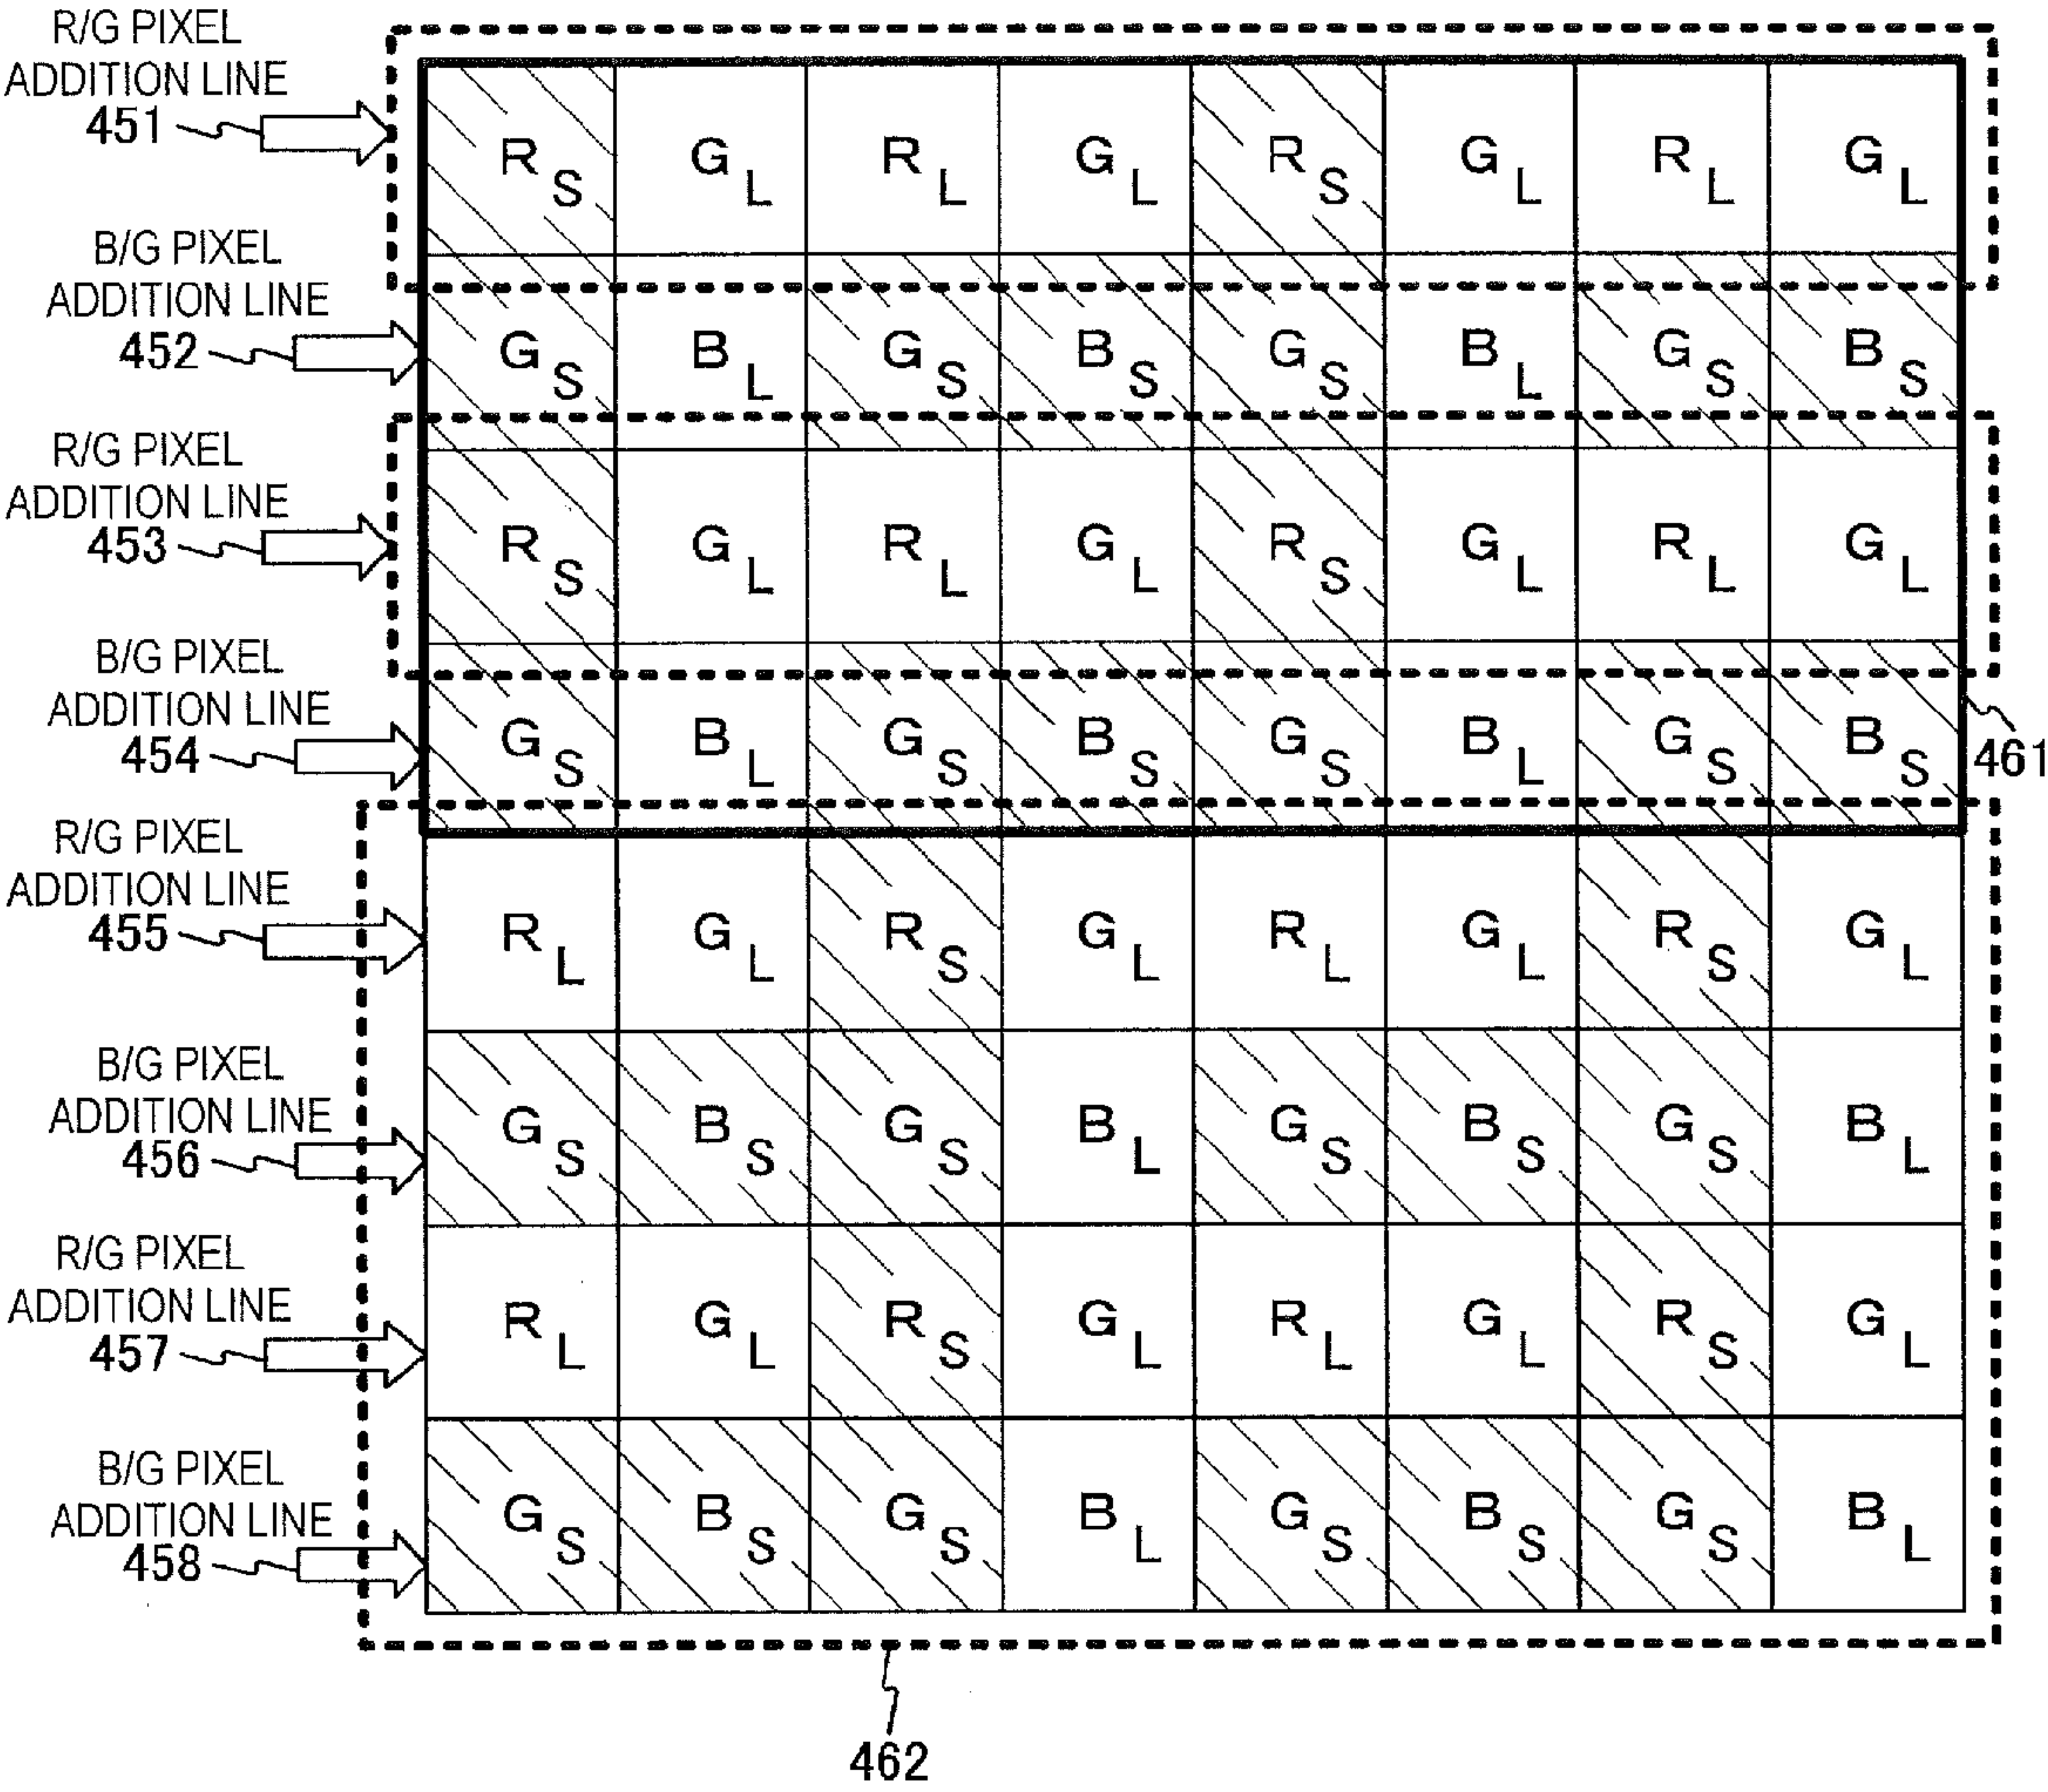 R/G PIXEL
ADDITION LINE
451
R S G L R L G L R S G L R L G L
B/G PIXEL
ADDITION LINE
452
G S B L G S B S G S B L G S B S
R/G PIXEL
ADDITION LINE
453
R S G L R L G L R S G L R L G L
B/G PIXEL
ADDITION LINE
454
G S B L G S B S G S B L G S B S
461
R/G PIXEL
ADDITION LINE
455
R L G L R S G L R L G L R S G L
B/G PIXEL
ADDITION LINE
456
G S B S G S B L G S B S G S B L
R/G PIXEL
ADDITION LINE
457
R L G L R S G L R L G L R S G L
B/G PIXEL
ADDITION LINE
458
G S B S G S B L G S B S G S B L
462